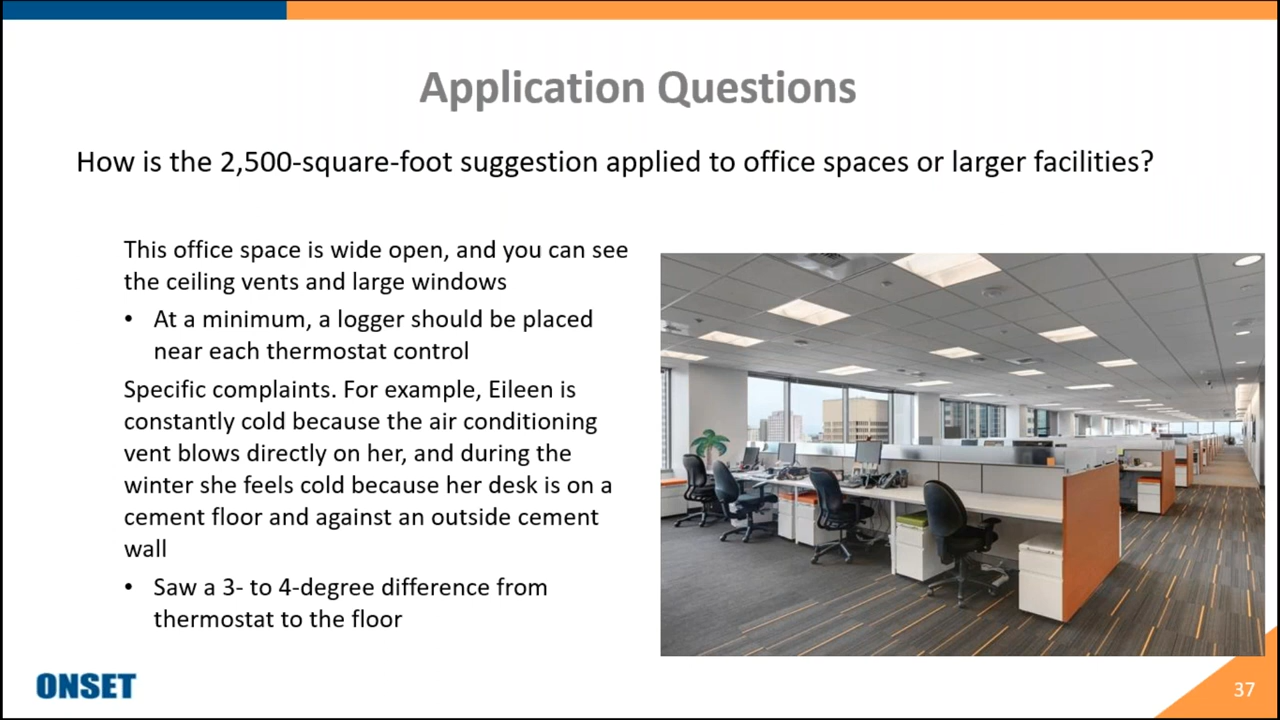 Application Questions
How is the 2,500-square-foot suggestion applied to office spaces or larger facilities?
This office space is wide open, and you can see
the ceiling vents and large windows
• At a minimum, a logger should be placed
near each thermostat control
Specific complaints. For example, Eileen is
constantly cold because the air conditioning
vent blows directly on her, and during the
winter she feels cold because her desk is on a
cement floor and against an outside cement
wall
• Saw a 3- to 4-degree difference from
thermostat to the floor
ONSET
37